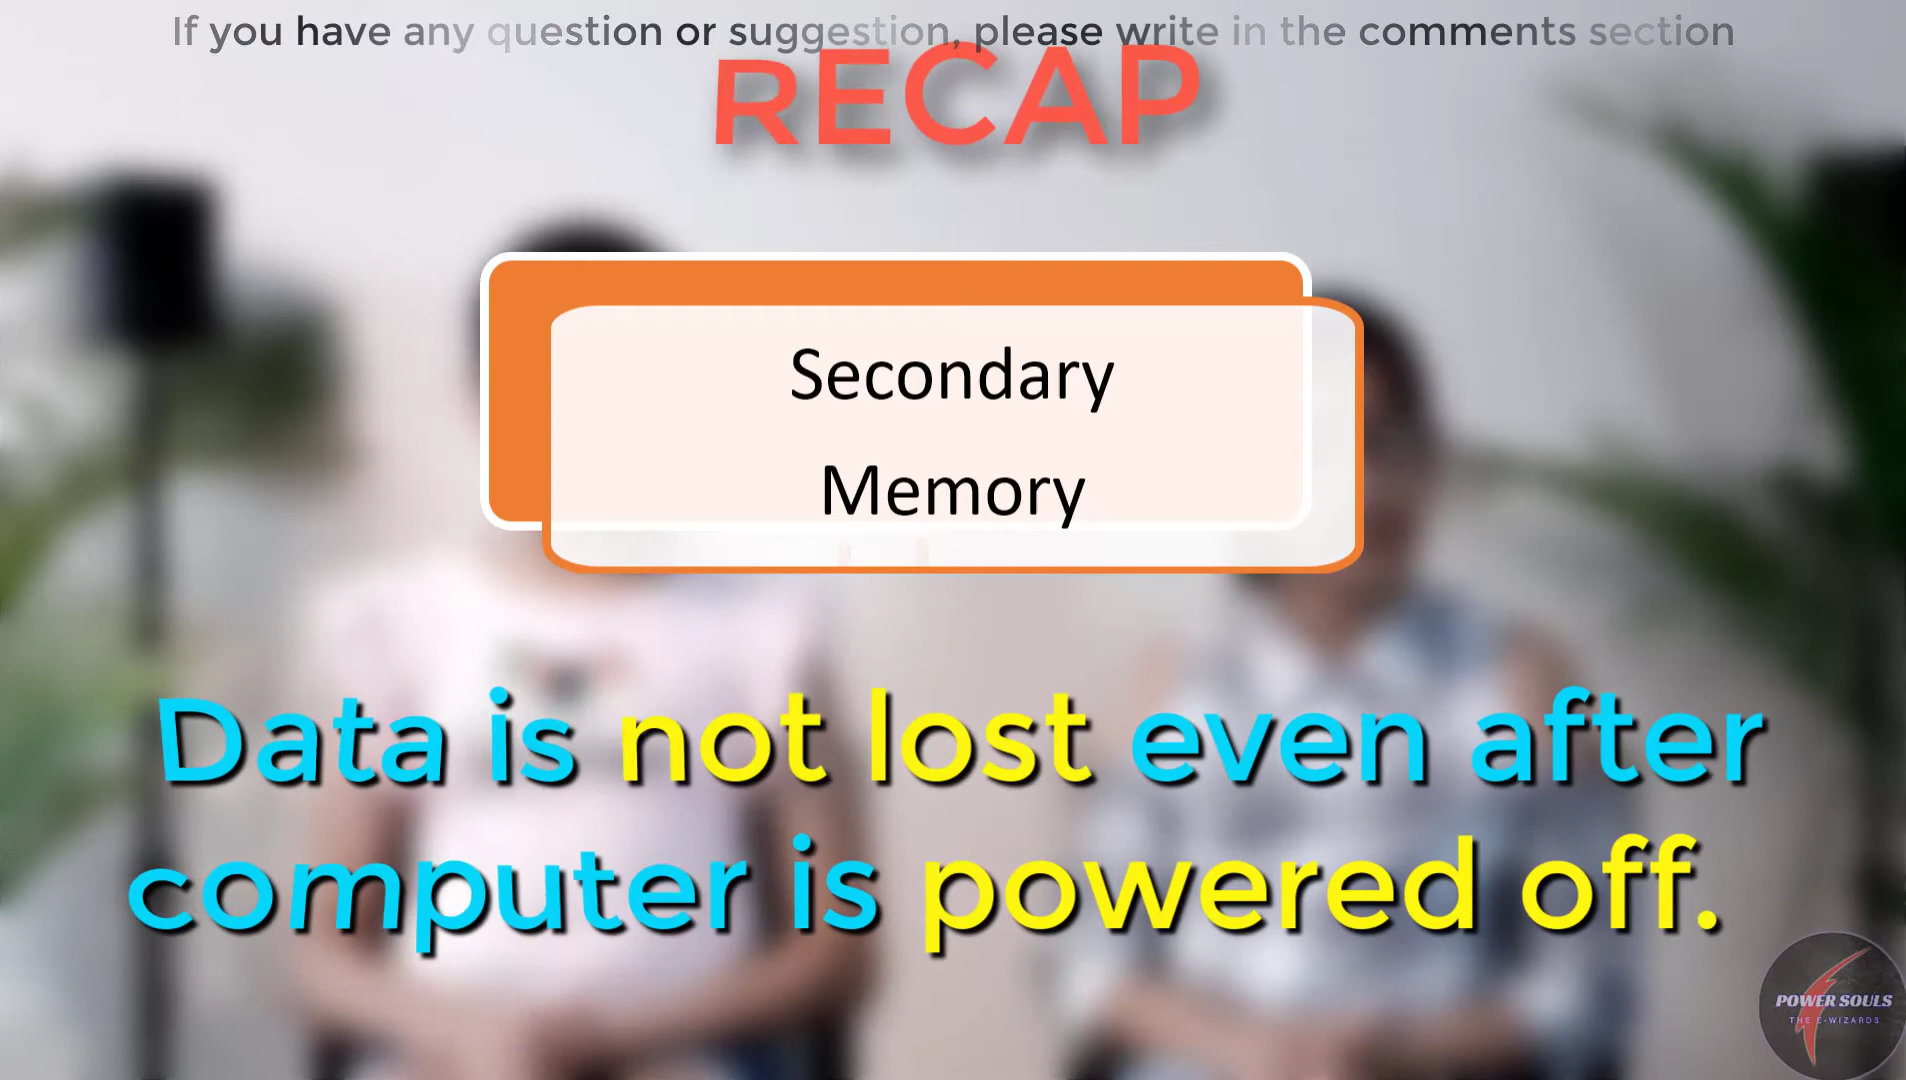 If you have any question or suggestion, please write in the comments section
RECAP
Secondary
Memory
Data is not lost even after
computer is powered off.
POWER SOULS
THE E-WIZARDS